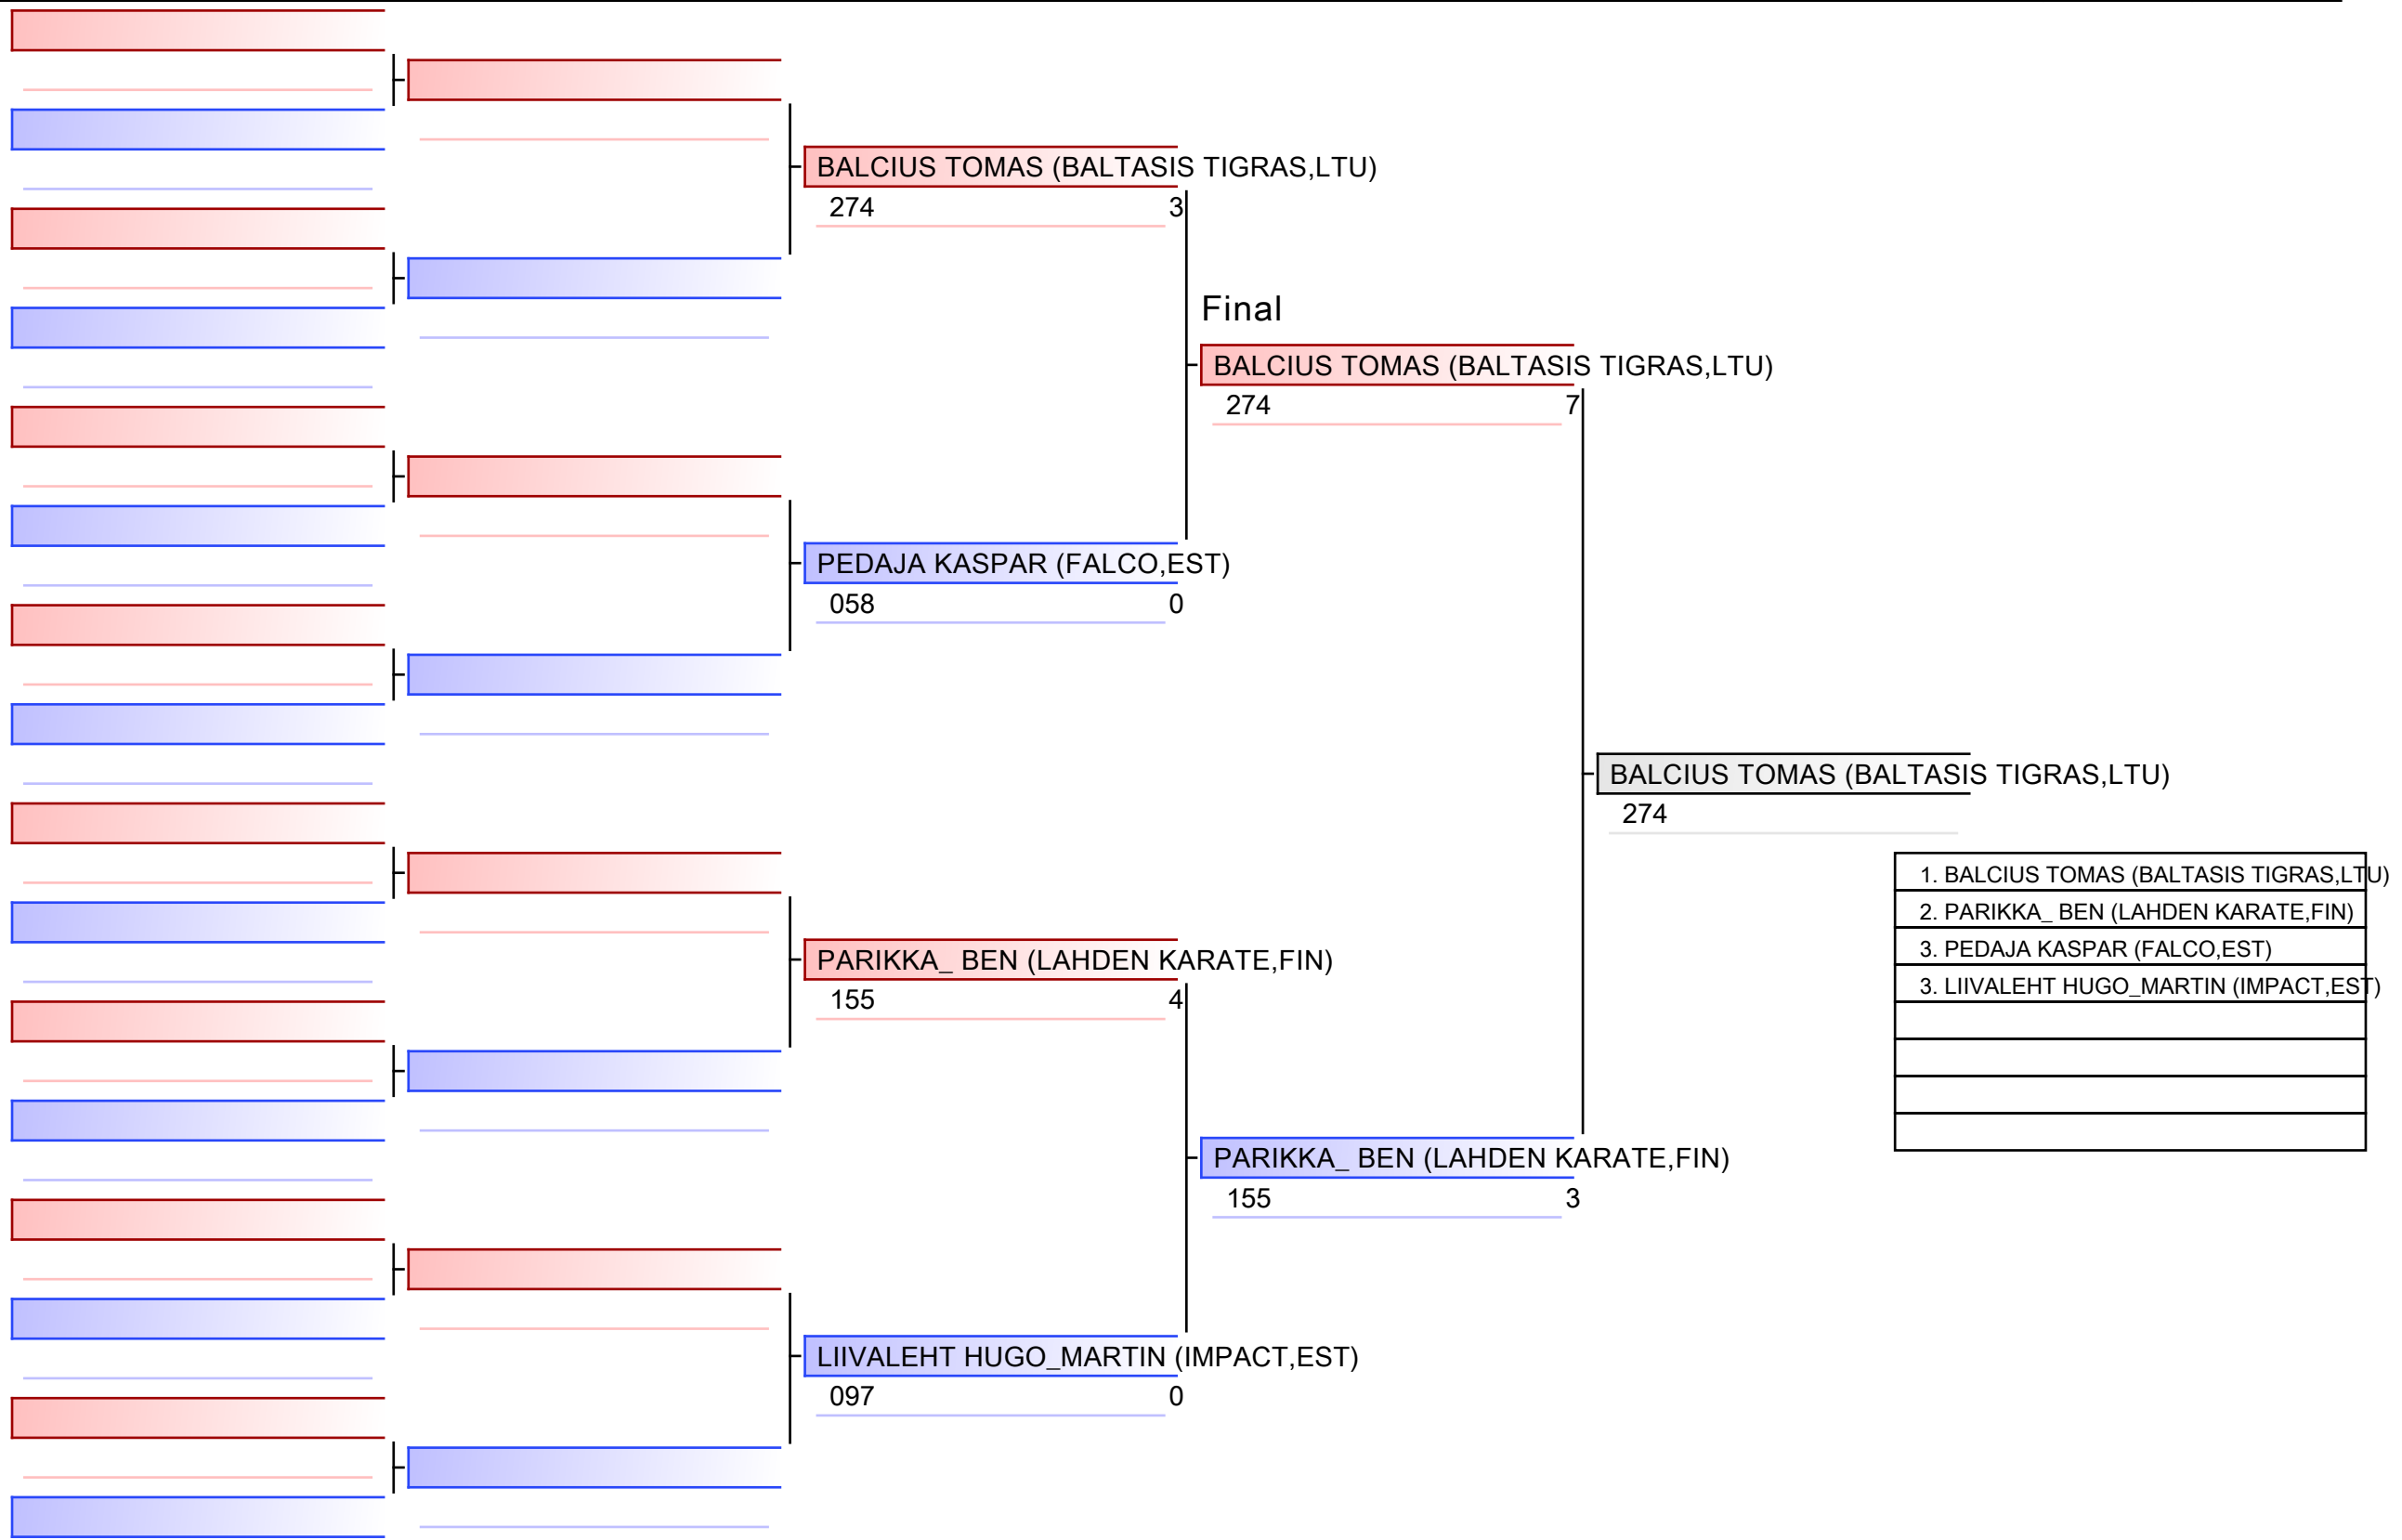 BALCIUS TOMAS (BALTASIS TIGRAS,LTU)
274 3
Final
BALCIUS TOMAS (BALTASIS TIGRAS,LTU)
274 7
PEDAJA KASPAR (FALCO,EST)
058 0
BALCIUS TOMAS (BALTASIS TIGRAS,LTU)
274
1. BALCIUS TOMAS (BALTASIS TIGRAS,LTU)
2. PARIKKA_ BEN (LAHDEN KARATE,FIN)
3. PEDAJA KASPAR (FALCO,EST)
3. LIIVALEHT HUGO_MARTIN (IMPACT,EST)
PARIKKA_ BEN (LAHDEN KARATE,FIN)
155 4
PARIKKA_ BEN (LAHDEN KARATE,FIN)
155 3
LIIVALEHT HUGO_MARTIN (IMPACT,EST)
097 0